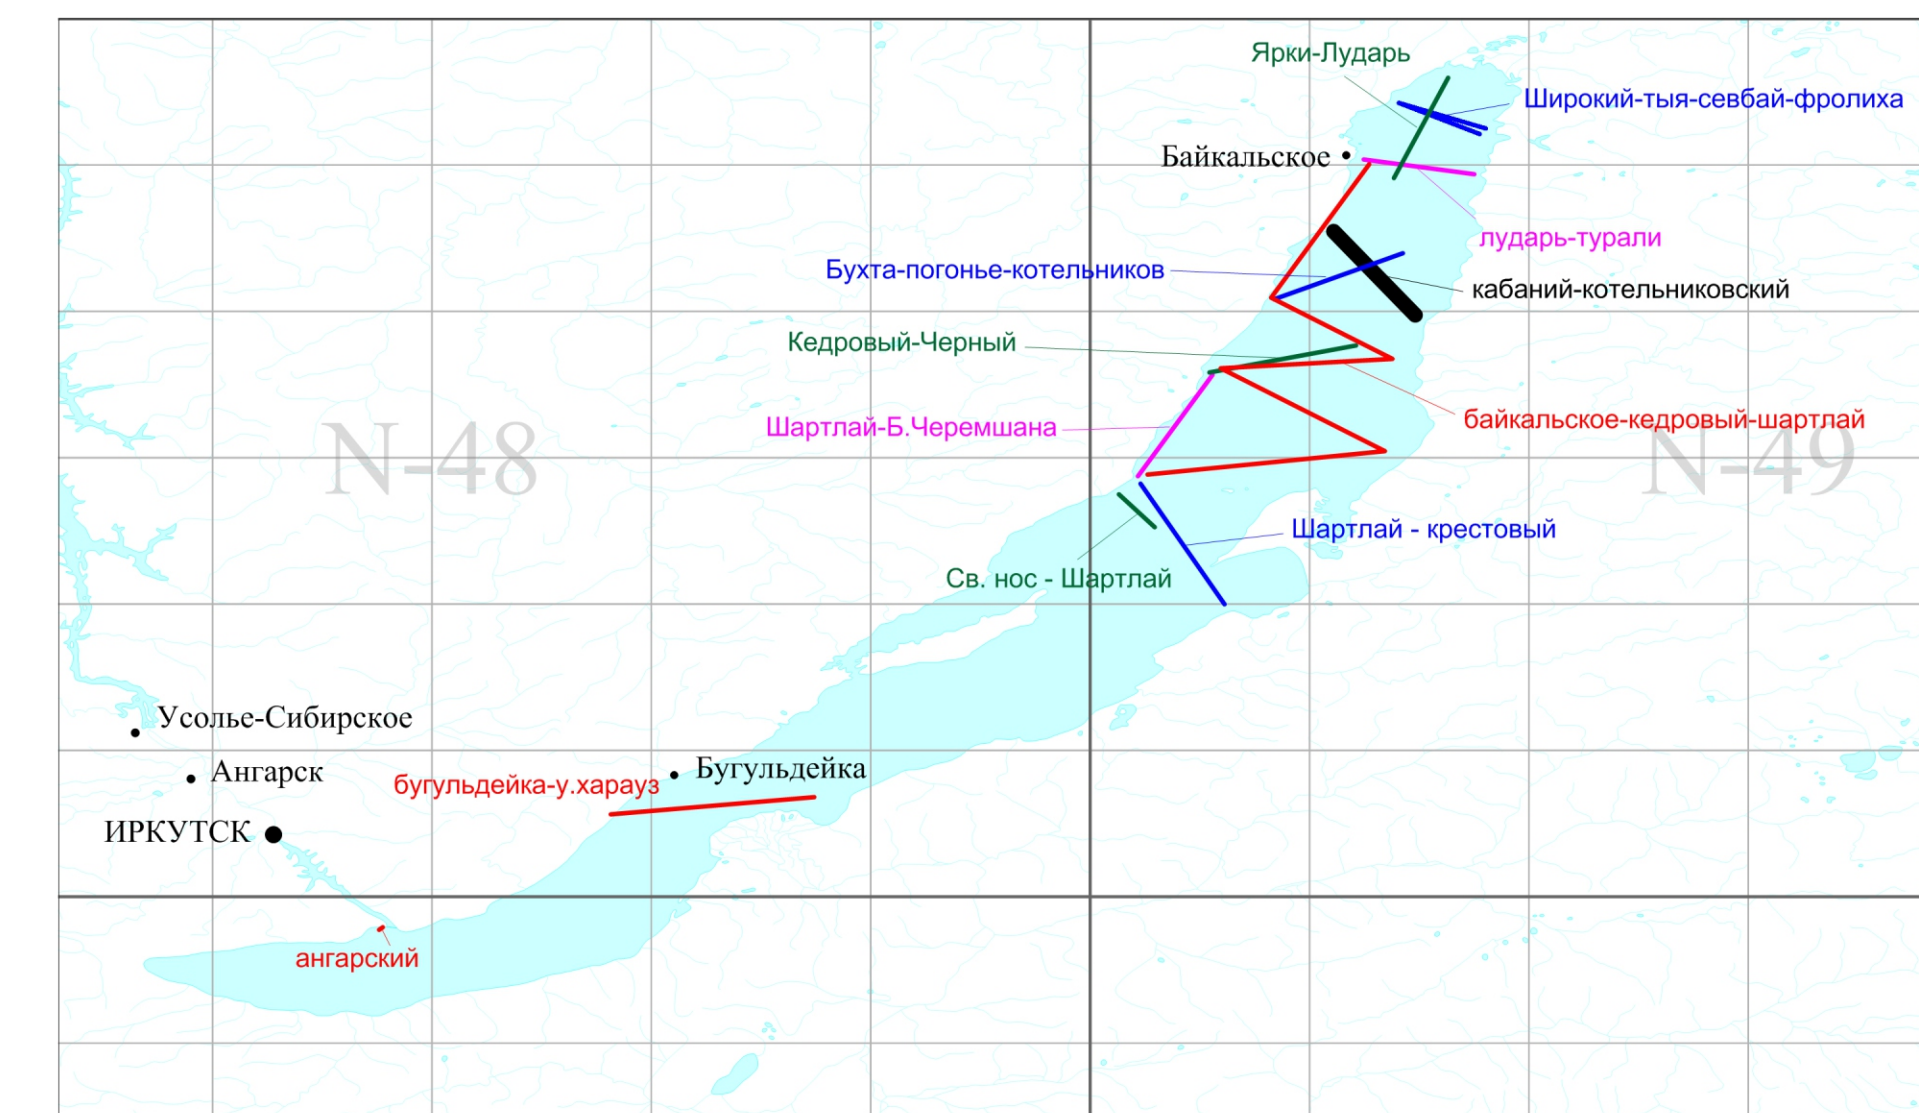 Ярки-Лударь
Широкий-тыя-севбай-фролиха
Байкальское
лударь-турали
Бухта-погонье-котельников
кабаний-котельниковский
Кедровый-Черный
байкальское-кедровый-шартлай
Шартлай-Б.Черемшана
N-48
N-49
Шартлай - крестовый
Св. нос - Шартлай
Усолье-Сибирское
Ангарск
Бугульдейка
бугульдейка-у.харауз
ИРКУТСК
ангарский